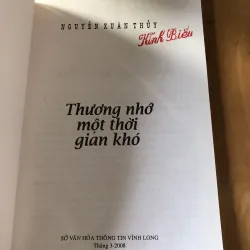 NGUYỄN XUÂN THỦY
Kính Biếu
Thương nhớ
một thời
gian khó
SỞ VĂN HÓA THÔNG TIN VĨNH LONG
Tháng 3-2008